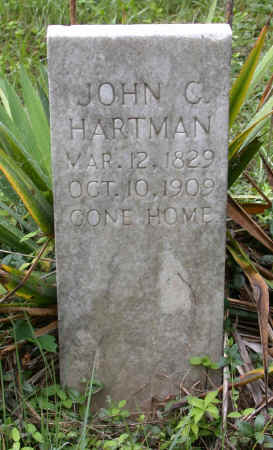 JOHN C.
HARTMAN
MAR. 12, 1829
OCT. 10, 1909
GONE HOME